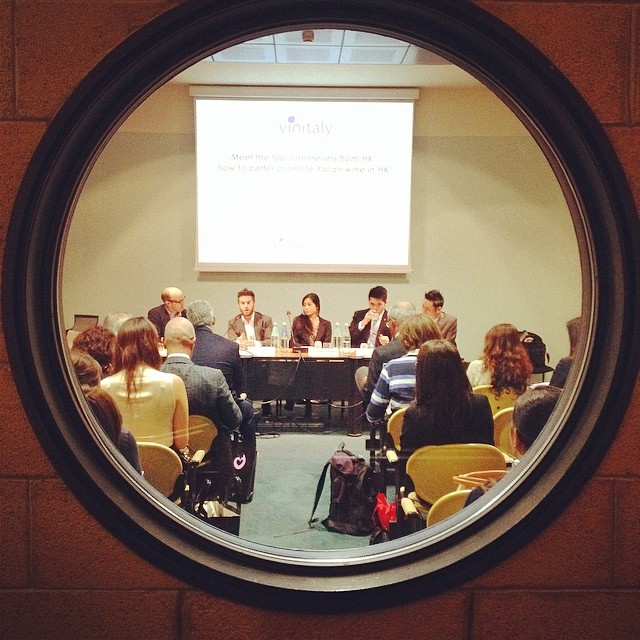 vinitaly
Meet the top sommeliers from HK,
how to better promote Italian wine in HK